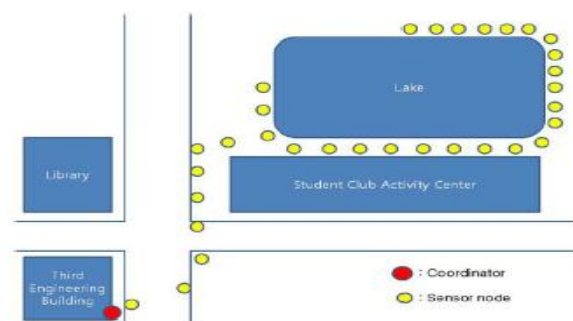 Lake
Library
Student Club Activity Center
Third
Engineering
Building
: Coordinator
: Sensor node